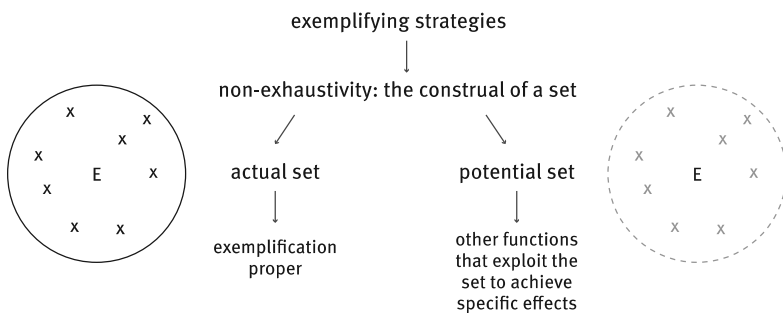 exemplifying strategies
non-exhaustivity: the construal of a set
x
x
x
x
E
x
x
x
x
actual set
potential set
x
x
x
x
E
x
x
x
x
exemplification
proper
other functions
that exploit the
set to achieve
specific effects